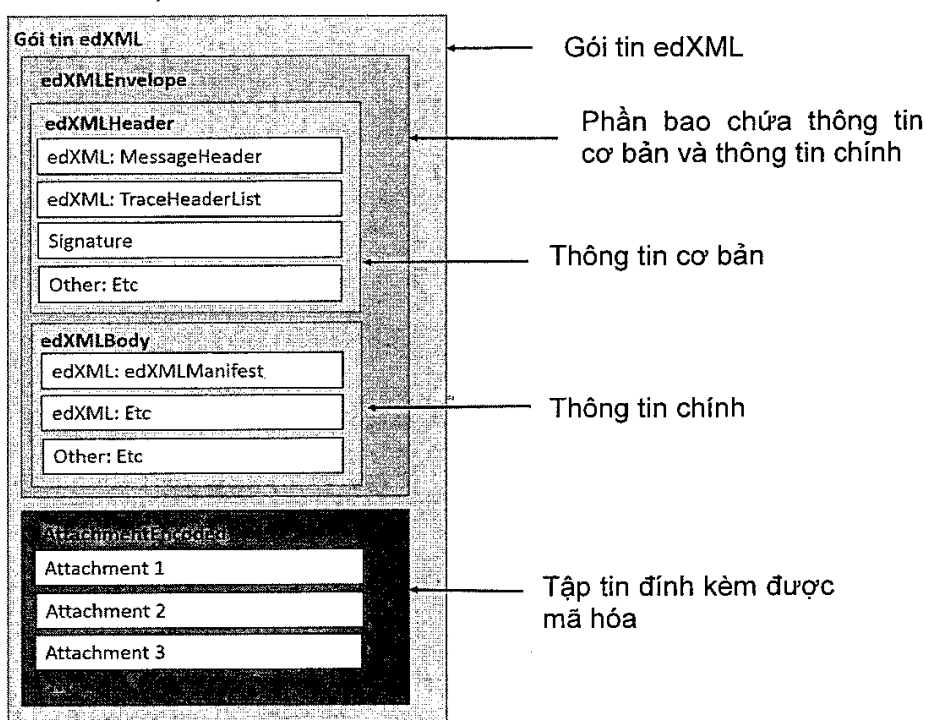 Gói tin edXML
Gói tin edXML
edXMLEnvelope
Phần bao chứa thông tin
cơ bản và thông tin chính
edXMLHeader
edXML: MessageHeader
edXML: TraceHeaderList
Signature
Other: Etc
Thông tin cơ bản
edXMLBody
edXML: edXMLManifest
edXML: Etc
Other: Etc
Thông tin chính
AttachmentEncoded
Attachment 1
Attachment 2
Attachment 3
Tập tin đính kèm được
mã hóa